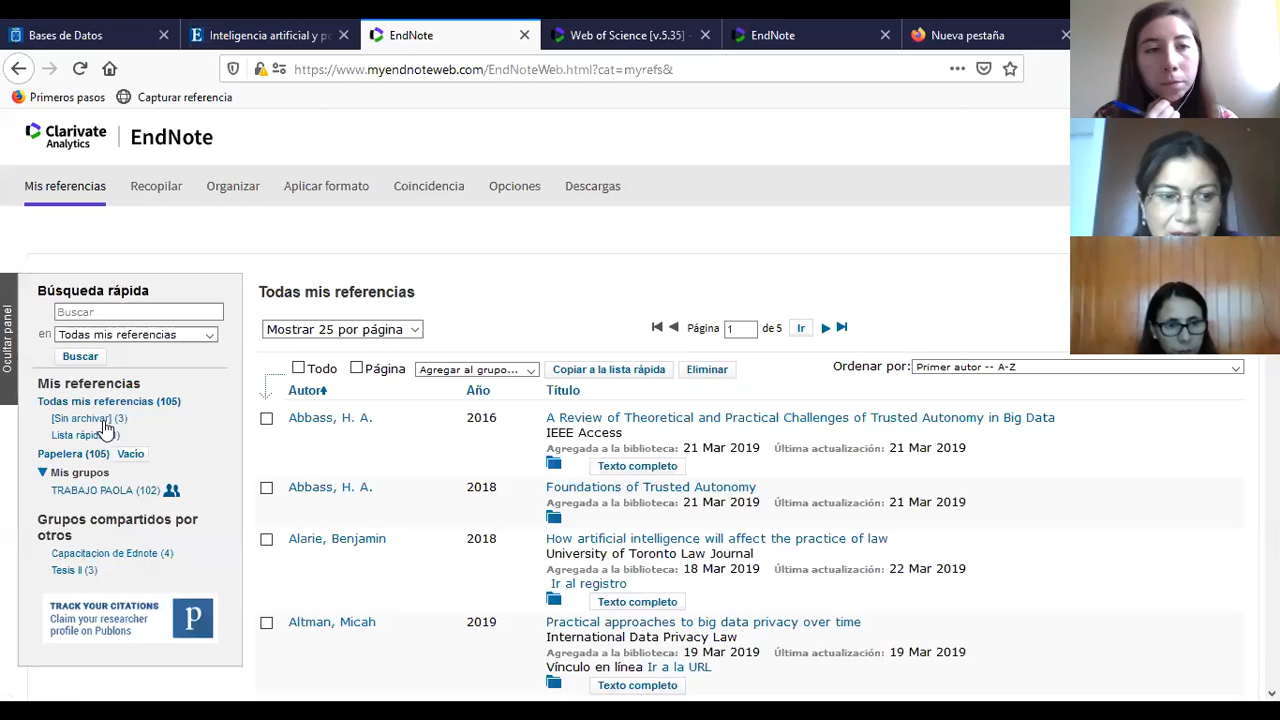 Bases de Datos
Inteligencia artificial y pe
EndNote
Web of Science [v.5.35] -
EndNote
Nueva pestaña
https://www.myendnoteweb.com/EndNoteWeb.html?cat=myrefs&
Primeros pasos
Capturar referencia
Clarivate Analytics
EndNote
Mis referencias
Recopilar
Organizar
Aplicar formato
Coincidencia
Opciones
Descargas
Ocultar panel
Búsqueda rápida
Buscar
en Todas mis referencias
Buscar
Mis referencias
Todas mis referencias (105)
[Sin archivar] (3)
Lista
Papelera (105) Vacío
Mis grupos
TRABAJO PAOLA (102)
Grupos compartidos por
otros
Capacitacion de Ednote (4)
Tesis II (3)
TRACK YOUR CITATIONS
Claim your researcher
profile on Publons
p
Todas mis referencias
Mostrar 25 por página
Página 1 de 5 Ir
Todo Página Agregar al grupo... Copiar a la lista rápida Eliminar
Ordenar por: Primer autor -- A-Z
Autor Año Título
Abbass, H. A. 2016 A Review of Theoretical and Practical Challenges of Trusted Autonomy in Big Data
IEEE Access
Agregada a la biblioteca: 21 Mar 2019 Última actualización: 21 Mar 2019
Texto completo
Abbass, H. A. 2018 Foundations of Trusted Autonomy
Agregada a la biblioteca: 21 Mar 2019 Última actualización: 21 Mar 2019
Alarie, Benjamin 2018 How artificial intelligence will affect the practice of law
University of Toronto Law Journal
Agregada a la biblioteca: 18 Mar 2019 Última actualización: 22 Mar 2019
Ir al registro
Texto completo
Altman, Micah 2019 Practical approaches to big data privacy over time
International Data Privacy Law
Agregada a la biblioteca: 19 Mar 2019 Última actualización: 19 Mar 2019
Vínculo en línea Ir a la URL
Texto completo